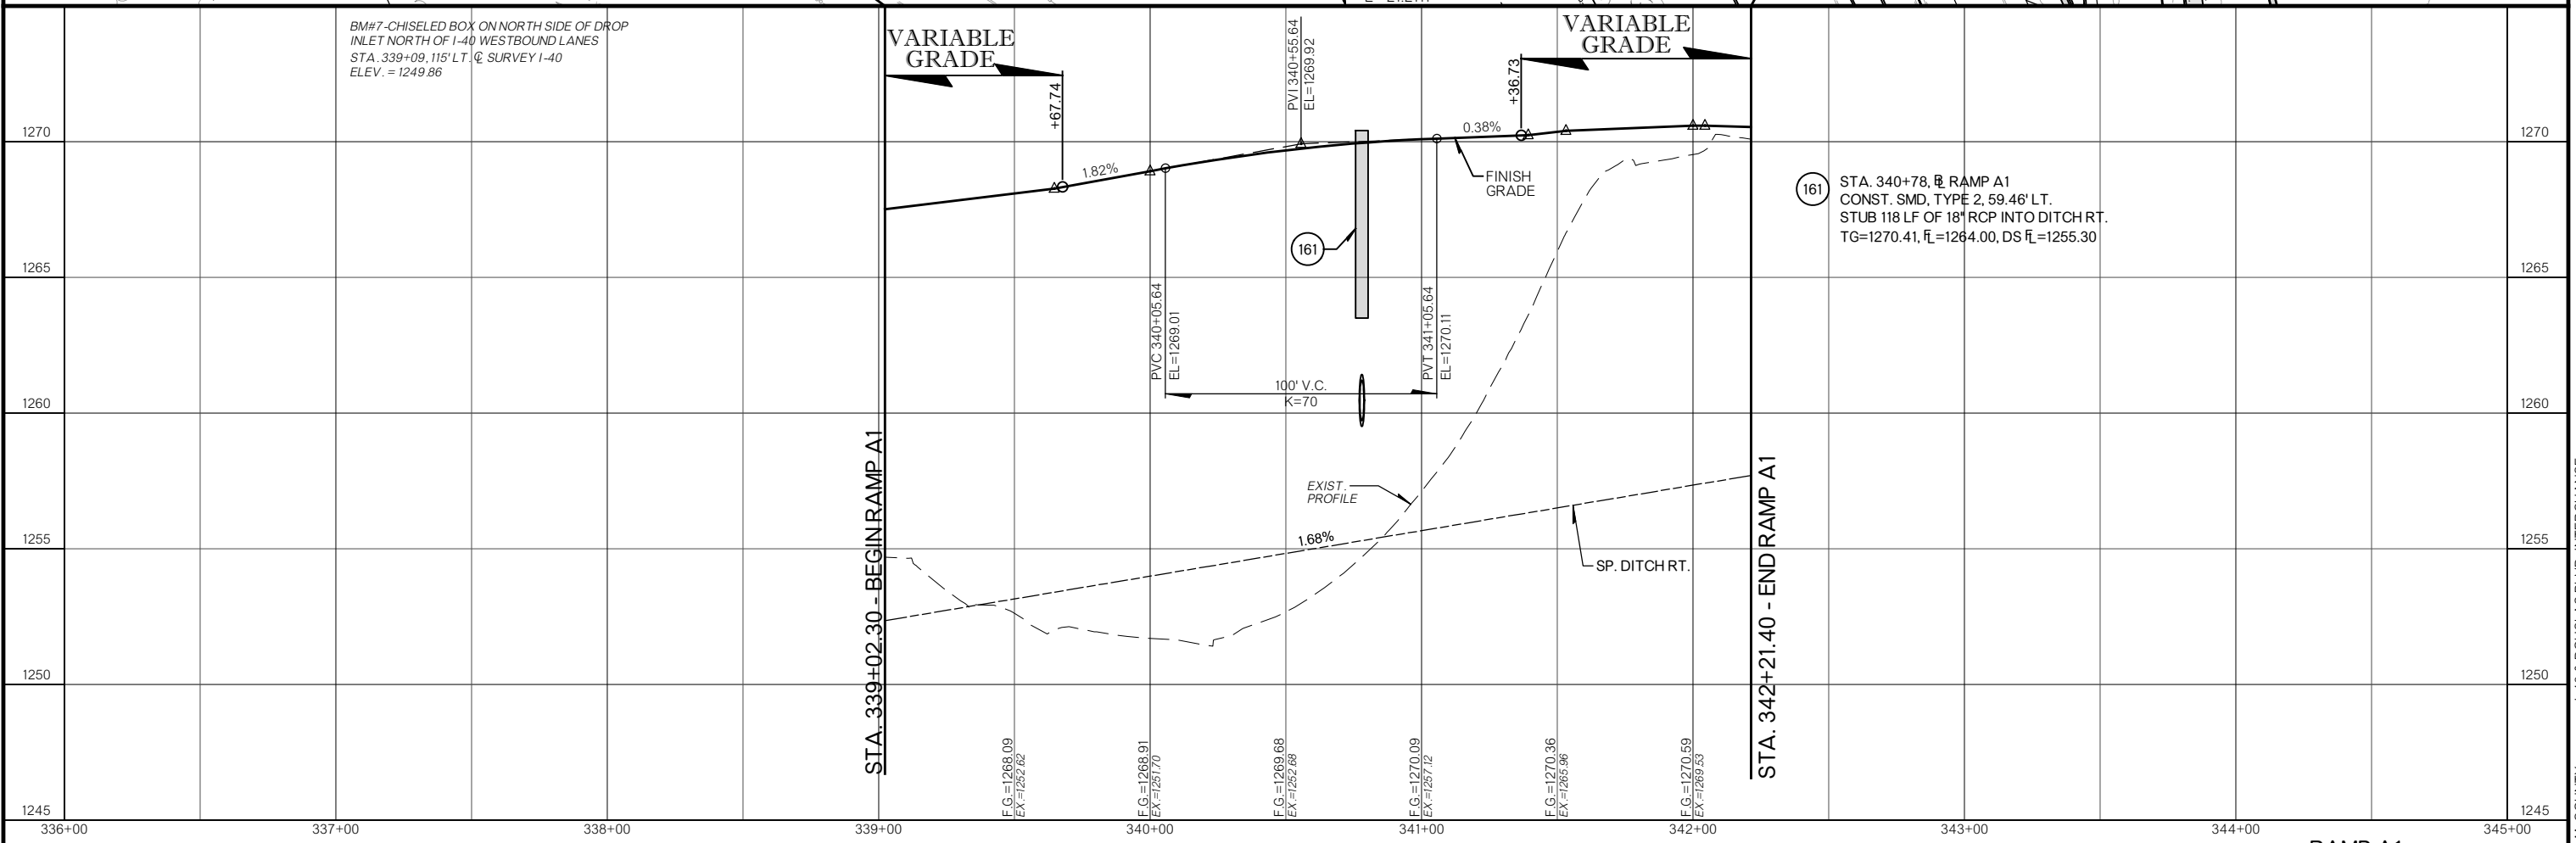 BM#7-CHISELED BOX ON NORTH SIDE OF DROP
INLET NORTH OF I-40 WESTBOUND LANES
STA. 339+09, 115' LT. ℄ SURVEY I-40
ELEV. = 1249.86
VARIABLE
GRADE
+67.74
PVI 340+55.64
EL=1269.92
VARIABLE
GRADE
+36.73
1270
1270
1.82%
0.38%
FINISH
GRADE
161
STA. 340+78, BL RAMP A1
CONST. SMD, TYPE 2, 59.46' LT.
STUB 118 LF OF 18" RCP INTO DITCH RT.
TG=1270.41, FL=1264.00, DS FL=1255.30
161
1265
1265
PVC 340+05.64
EL=1269.01
PVT 341+05.64
EL=1270.11
100' V.C.
K=70
1260
1260
STA. 339+02.30 - BEGIN RAMP A1
EXIST.
PROFILE
STA. 342+21.40 - END RAMP A1
1.68%
SP. DITCH RT.
1255
1255
1250
1250
F.G.=1268.09
EX.=1252.62
F.G.=1268.91
EX.=1251.70
F.G.=1269.68
EX.=1252.68
F.G.=1270.09
EX.=1257.12
F.G.=1270.36
EX.=1265.96
F.G.=1270.59
EX.=1269.53
1245
1245
336+00
337+00
338+00
339+00
340+00
341+00
342+00
343+00
344+00
345+00
RAMP A1